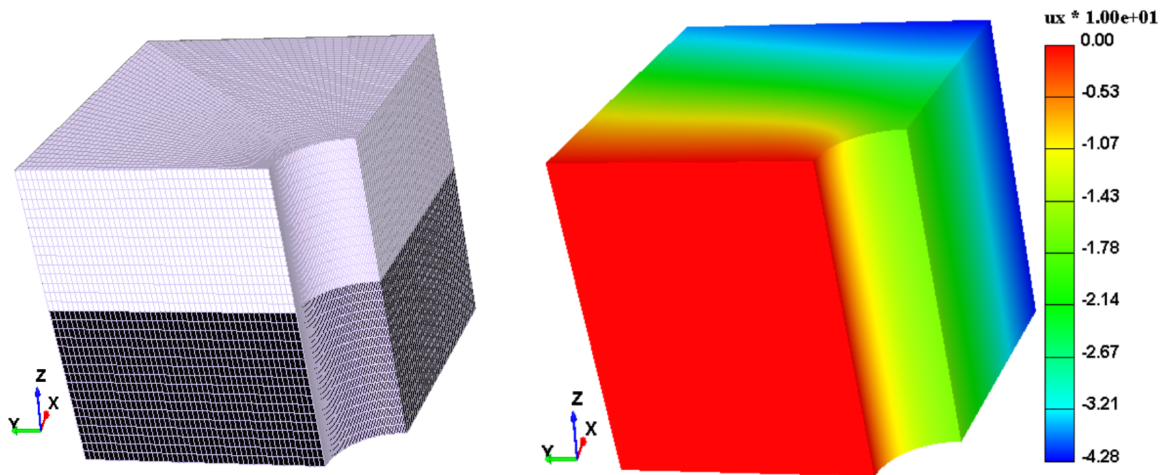 ux * 1.00e+01
0.00
-0.53
-1.07
-1.43
-1.78
-2.14
-2.67
-3.21
-4.28
Z
X
Y
Z
X
Y